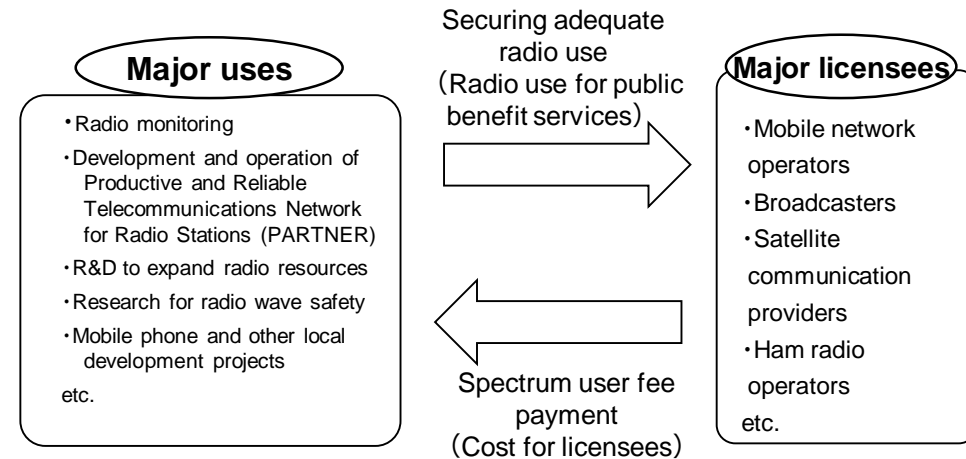 Major uses
・Radio monitoring
・Development and operation of
Productive and Reliable
Telecommunications Network
for Radio Stations (PARTNER)
・R&D to expand radio resources
・Research for radio wave safety
・Mobile phone and other local
development projects
etc.
Securing adequate
radio use
(Radio use for public
benefit services)
Spectrum user fee
payment
(Cost for licensees)
Major licensees
・Mobile network
operators
・Broadcasters
・Satellite
communication
providers
・Ham radio
operators
etc.